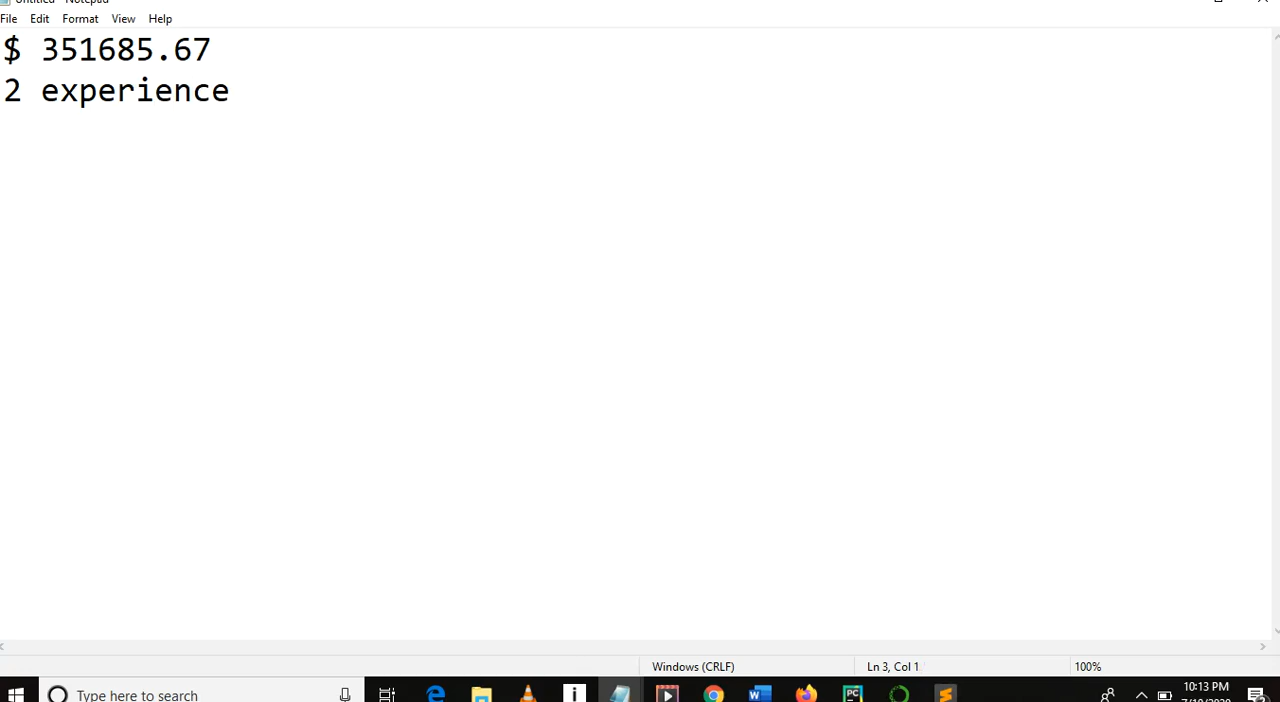 Untitled - Notepad
File Edit Format View Help
$ 351685.67
2 experience
Windows (CRLF) Ln 3, Col 1 100%
Type here to search
10:13 PM